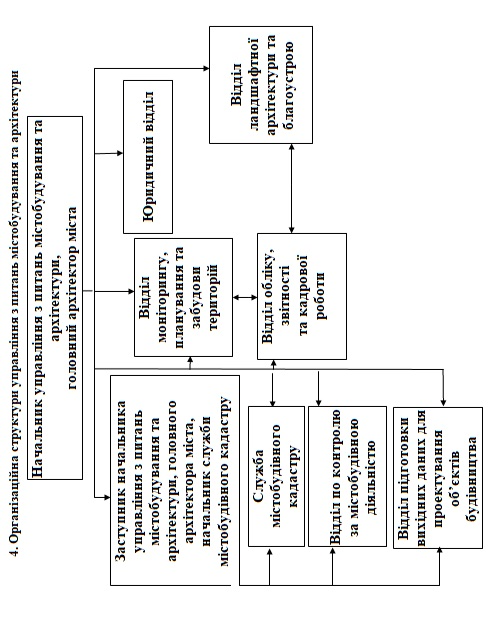 4. Організаційна структури управління з питань містобудування та архітектури
Начальник управління з питань містобудування та
архітектури,
головний архітектор міста
Заступник начальника
управління з питань
містобудування та
архітектури, головного
архітектора міста,
начальник служби
містобудівного кадастру
Відділ
моніторингу,
планування та
забудови
територій
Юридичний відділ
Відділ
ландшафтної
архітектури та
благоустрою
Служба
містобудівного
кадастру
Відділ обліку,
звітності
та кадрової
роботи
Відділ по контролю
за містобудівною
діяльністю
Відділ підготовки
вихідних даних для
проектування
об’єктів
будівництва